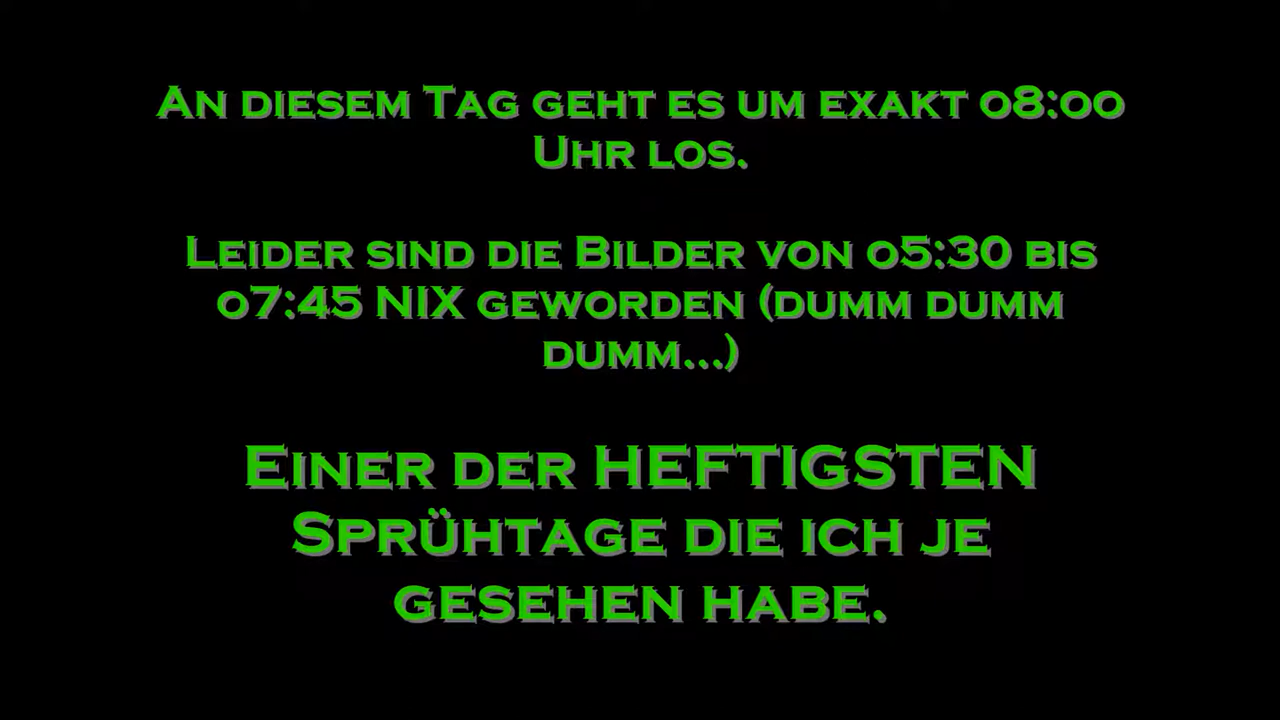 An diesem Tag geht es um exakt 08:00
Uhr los.
Leider sind die Bilder von 05:30 bis
07:45 NIX geworden (dumm dumm
dumm...)
Einer der HEFTIGSTEN
Sprühtage die ich je
gesehen habe.